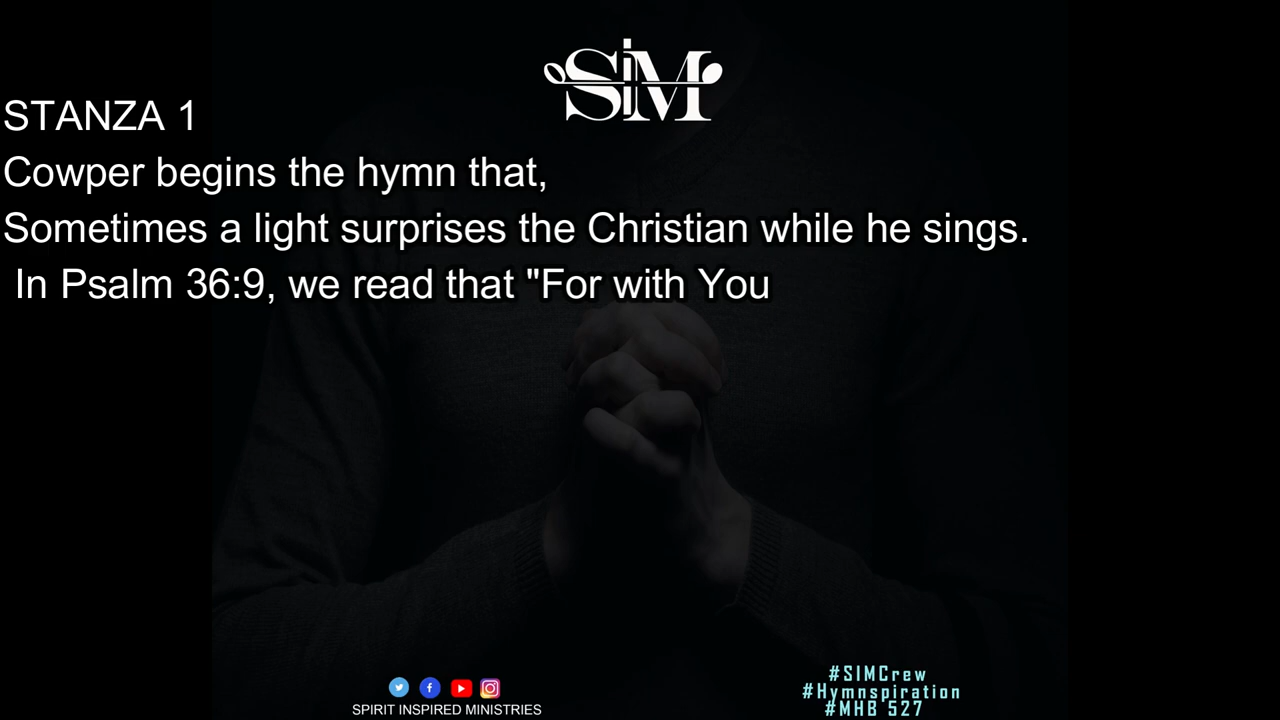 SiM
STANZA 1
Cowper begins the hymn that,
Sometimes a light surprises the Christian while he sings.
In Psalm 36:9, we read that "For with You
SPIRIT INSPIRED MINISTRIES
#SIMCrew
#Hymnspiration
#MHB 527